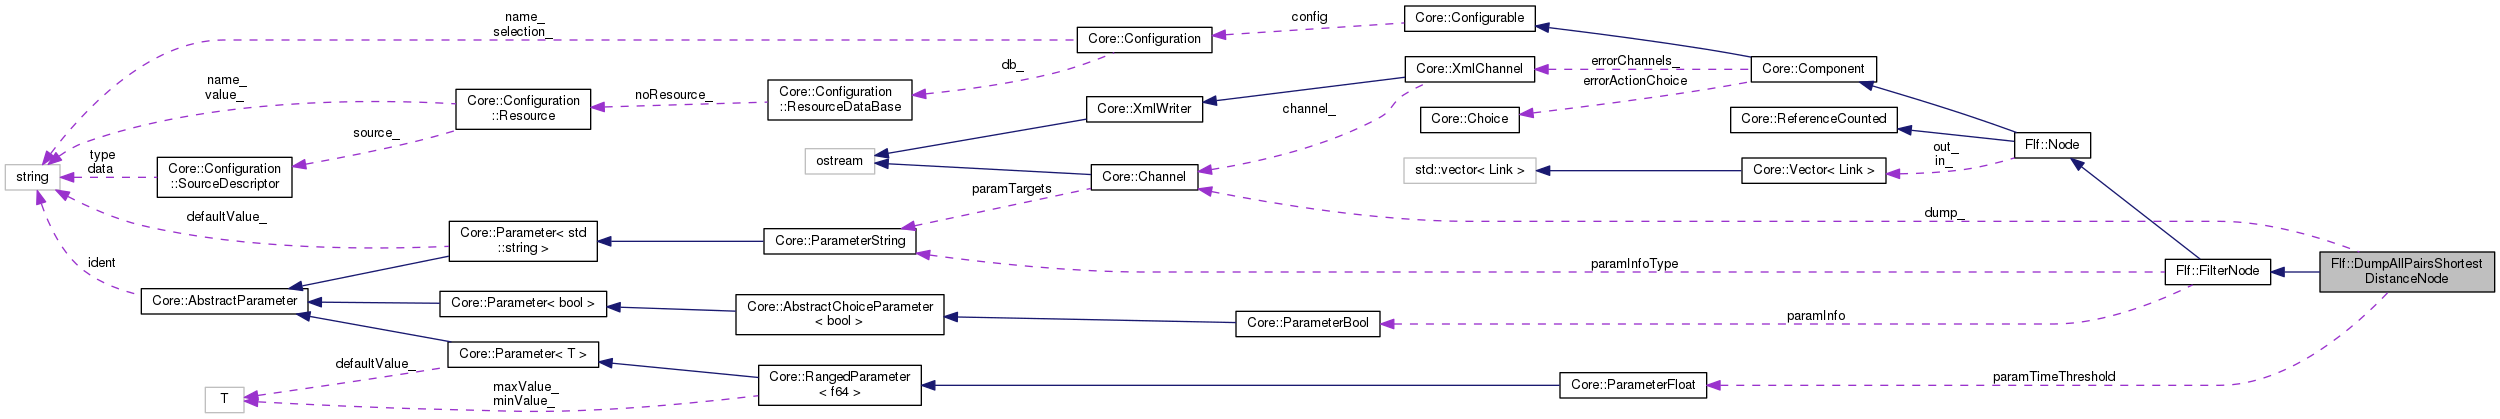 name_
selection_
Core::Configuration
config
Core::Configurable
db_
name_
value_
Core::Configuration
::Resource
noResource_
Core::Configuration
::ResourceDataBase
Core::XmlWriter
Core::XmlChannel
errorChannels_
errorActionChoice
Core::Component
channel_
Core::Choice
Core::ReferenceCounted
source_
type
data
string
Core::Configuration
::SourceDescriptor
ostream
Core::Channel
std::vector< Link >
Core::Vector< Link >
out_
in_
Flf::Node
paramTargets
defaultValue_
Core::Parameter< std
::string >
Core::ParameterString
dump_
paramInfoType
Flf::FilterNode
Flf::DumpAllPairsShortest
DistanceNode
ident
Core::AbstractParameter
Core::Parameter< bool >
Core::AbstractChoiceParameter
< bool >
Core::ParameterBool
paramInfo
Core::Parameter< T >
defaultValue_
maxValue_
minValue_
T
Core::RangedParameter
< f64 >
Core::ParameterFloat
paramTimeThreshold